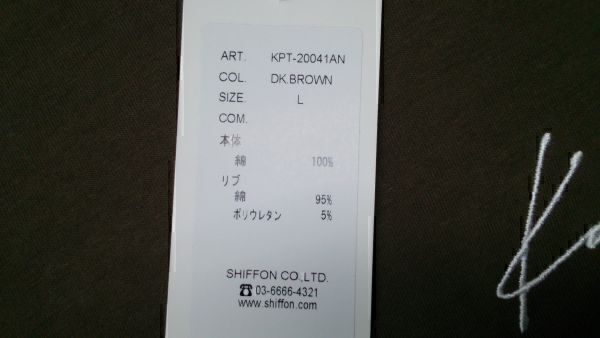 ART. KPT-20041AN
COL. DK.BROWN
SIZE. L
COM.
本体
綿 100%
リブ
綿 95%
ポリウレタン 5%
SHIFFON CO.,LTD.
☎ 03-6666-4321
www.shiffon.com